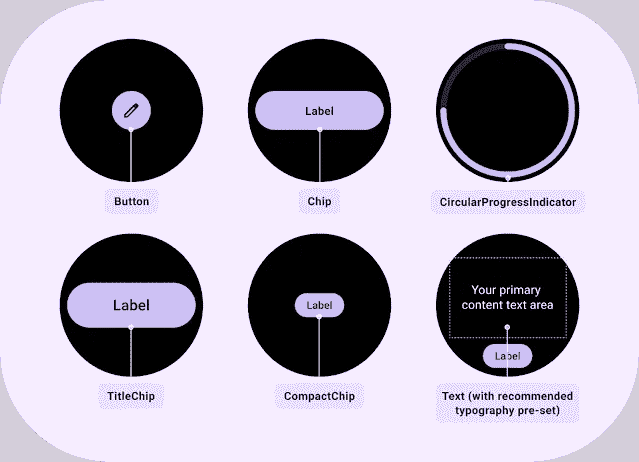 Label
Button
Chip
CircularProgressIndicator
Label
Label
Your primary
content text area
Label
TitleChip
CompactChip
Text (with recommended
typography pre-set)